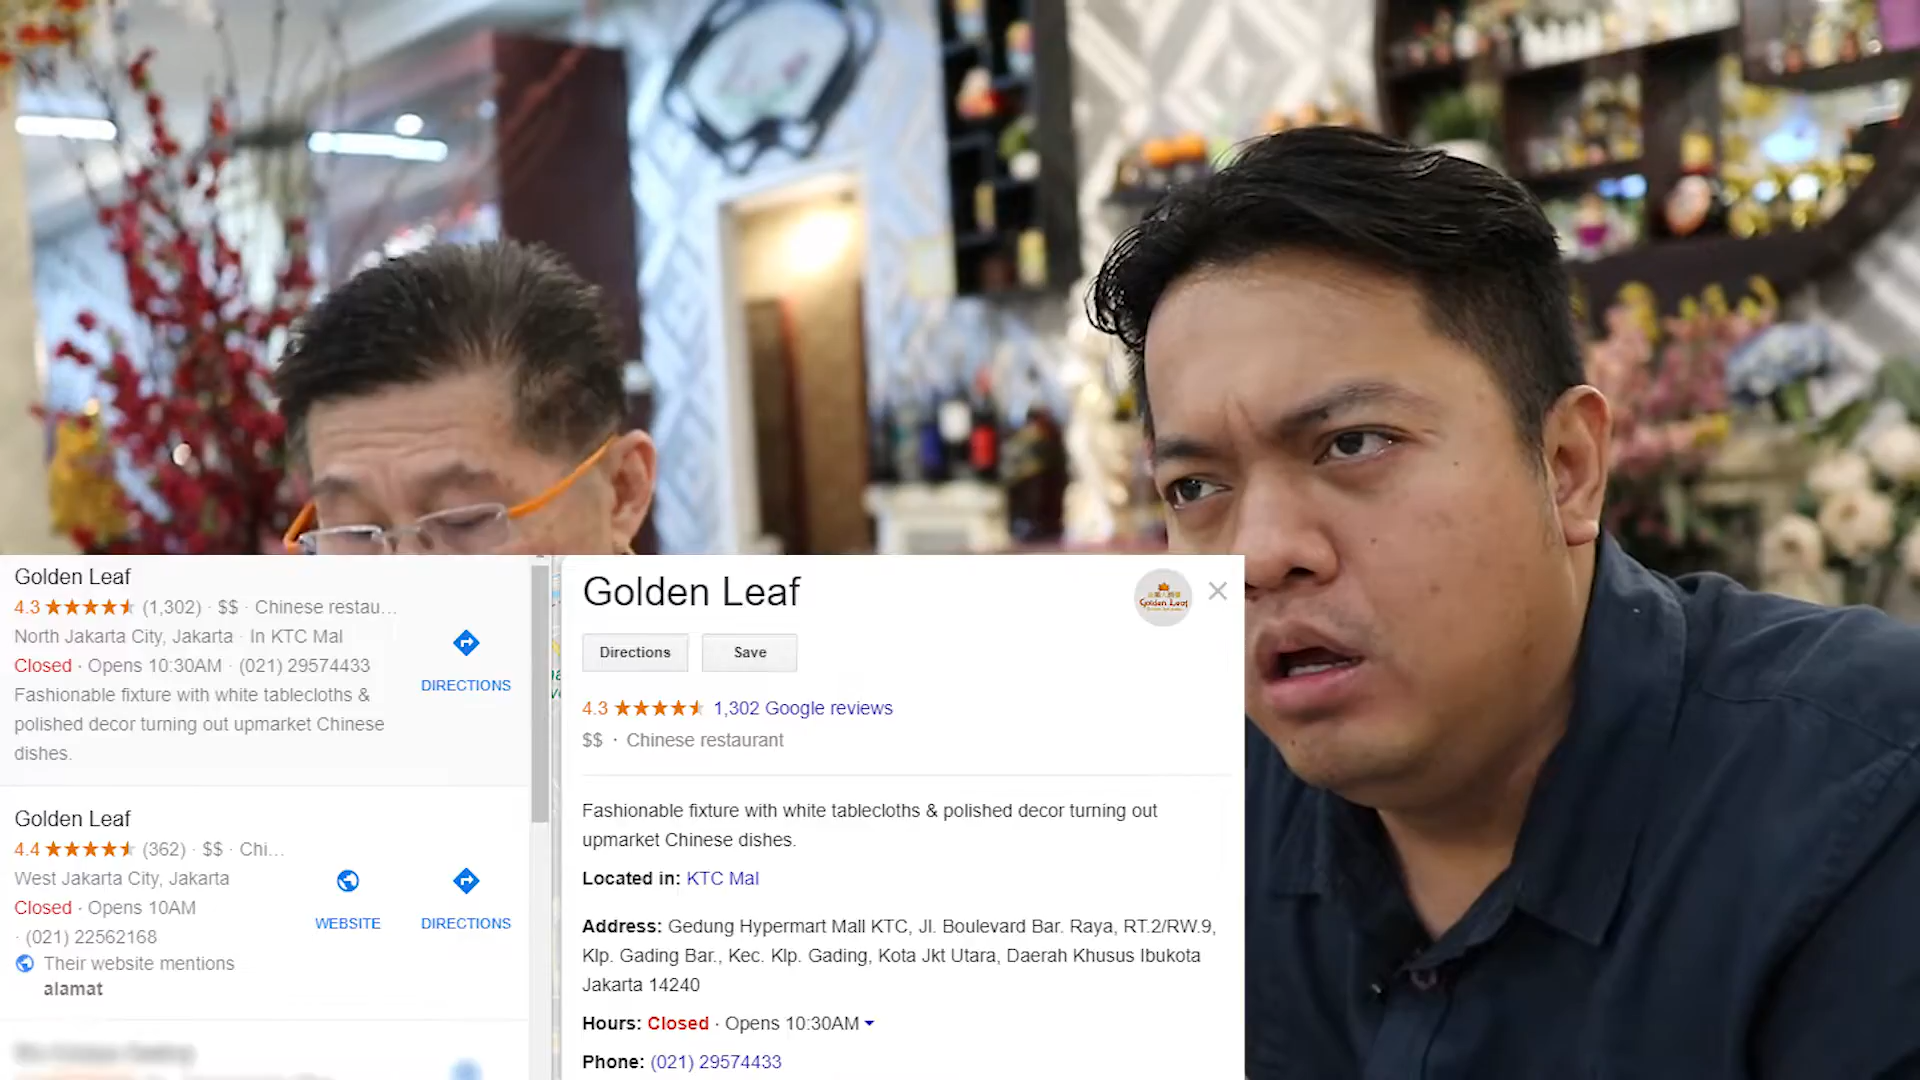 Golden Leaf
4.3 (1,302) · $$ · Chinese restau...
North Jakarta City, Jakarta · In KTC Mal
Closed · Opens 10:30AM · (021) 29574433
Fashionable fixture with white tablecloths &
polished decor turning out upmarket Chinese
dishes.
DIRECTIONS
Golden Leaf
4.4 (362) · $$ · Chi...
West Jakarta City, Jakarta
Closed · Opens 10AM
· (021) 22562168
Their website mentions
alamat
WEBSITE
DIRECTIONS
Golden Leaf
Golden Leaf
Directions
Save
4.3 1,302 Google reviews
$$ · Chinese restaurant
Fashionable fixture with white tablecloths & polished decor turning out
upmarket Chinese dishes.
Located in: KTC Mal
Address: Gedung Hypermart Mall KTC, Jl. Boulevard Bar. Raya, RT.2/RW.9,
Klp. Gading Bar., Kec. Klp. Gading, Kota Jkt Utara, Daerah Khusus Ibukota
Jakarta 14240
Hours: Closed · Opens 10:30AM
Phone: (021) 29574433